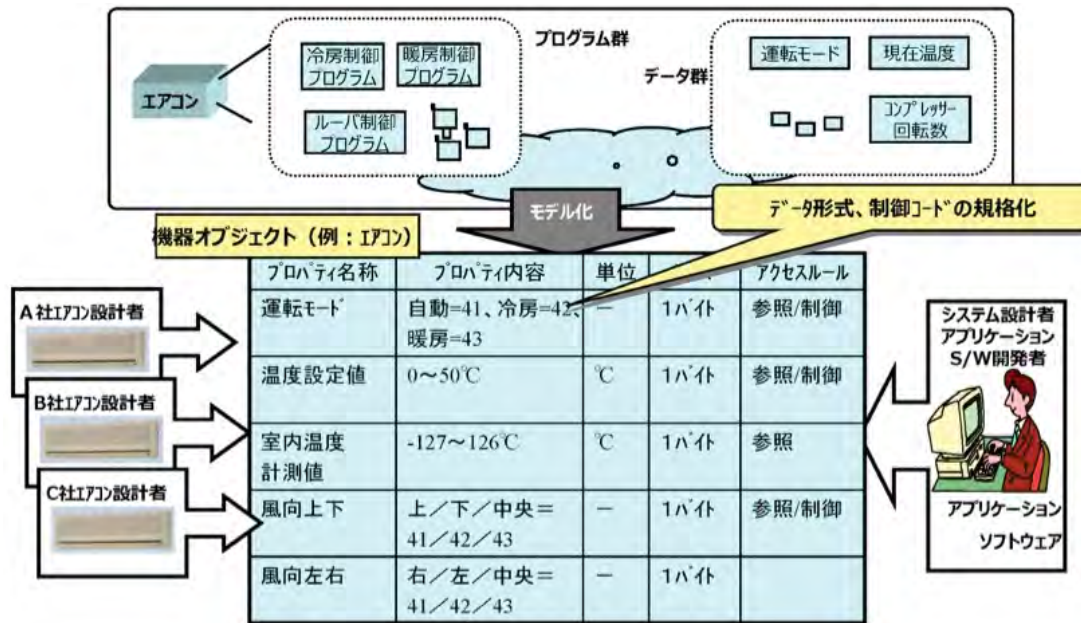 プログラム群
冷房制御
プログラム
暖房制御
プログラム
エアコン
ルーバ制御
プログラム
データ群
運転モード
現在温度
コンプレッサー
回転数
モデル化
データ形式、制御コードの規格化
機器オブジェクト（例：エアコン）
プロパティ名称 プロパティ内容 単位 アクセスルール
運転モード 自動=41、冷房=42、 － 1バイト 参照/制御
暖房=43
温度設定値 0～50℃ ℃ 1バイト 参照/制御
室内温度 -127～126℃ ℃ 1バイト 参照
計測値
風向上下 上／下／中央＝ － 1バイト 参照/制御
41／42／43
風向左右 右／左／中央＝ － 1バイト
41／42／43
A社エアコン設計者
B社エアコン設計者
C社エアコン設計者
システム設計者
アプリケーション
S/W開発者
アプリケーション
ソフトウェア